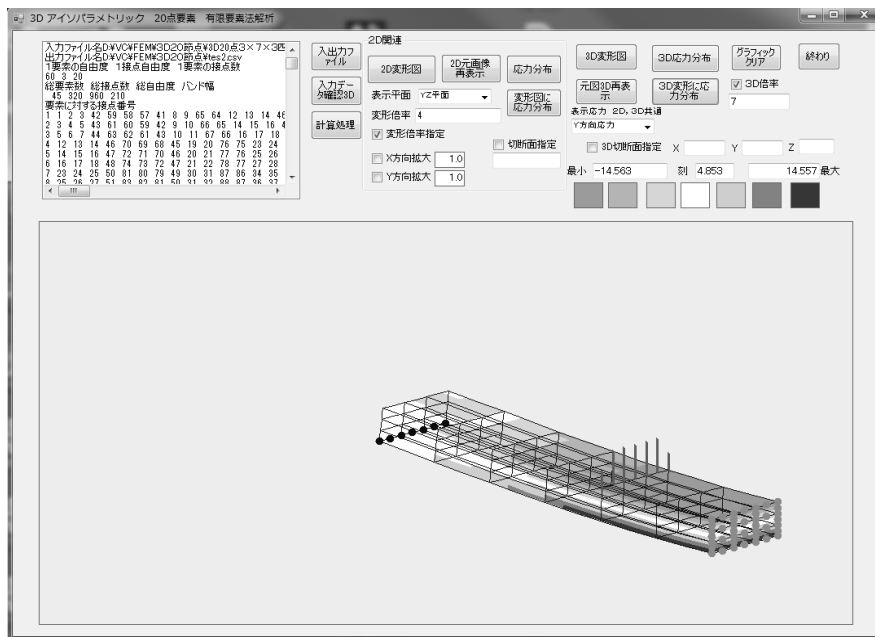 3D アイソパラメトリック 20点要素 有限要素法解析
入力ファイル名D:¥VC¥FEM¥3D20節点¥3D20点3×7×3匹
出力ファイル名D:¥VC¥FEM¥3D20節点¥tes2.csv
1要素の自由度 1接点自由度 1要素の接点数
60 3 20
総要素数 総接点数 総自由度 バンド幅
45 320 960 210
要素に対する接点番号
1 1 2 3 42 59 58 57 41 8 9 65 64 12 13 14 46
2 3 4 5 43 61 60 59 42 9 10 66 65 14 15 16 4
3 5 6 7 44 63 62 61 43 10 11 67 66 16 17 18
4 12 13 14 46 70 69 68 45 19 20 76 75 23 24
5 14 15 16 47 72 71 70 46 20 21 77 76 25 26
6 16 17 18 48 74 73 72 47 21 22 78 77 27 28
7 23 24 25 50 81 80 79 49 30 31 87 86 34 35
8 25 26 27 51 83 82 81 50 31 32 88 87 36 37
入出力ファイル
入力データ確認3D
計算処理
2D関連
2D変形図
2D元画像再表示
応力分布
表示平面 YZ平面
変形図に応力分布
変形倍率 4
変形倍率指定
切断面指定
X方向拡大 1.0
Y方向拡大 1.0
3D変形図
3D応力分布
グラフィッククリア
終わり
元図3D再表示
3D変形に応力分布
3D倍率
7
表示応力 2D, 3D共通
Y方向応力
3D切断面指定 X Y Z
最小 -14.563 刻 4.853 14.557 最大